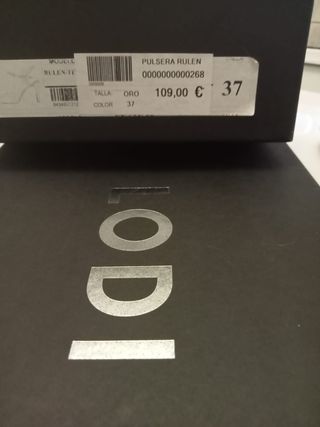 PULSERA RULEN
0000000000268
TALLA ORO 109,00 €
COLOR 37
37
LODI